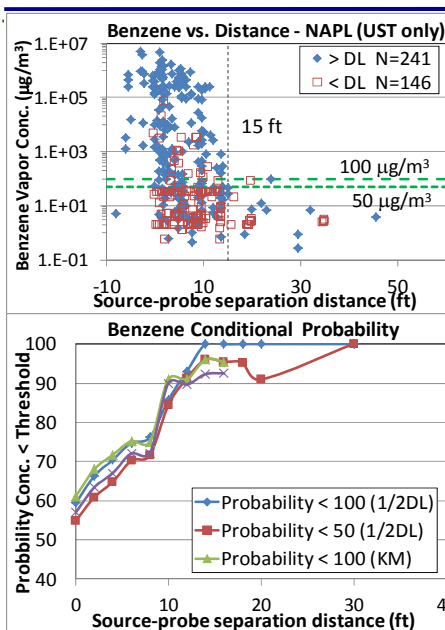 Benzene vs. Distance - NAPL (UST only)
Benzene Vapor Conc. (µg/m³)
1.E+07
1.E+05
1.E+03
1.E+01
1.E-01
> DL N=241
< DL N=146
15 ft
100 µg/m³
50 µg/m³
-10 10 30 50
Source-probe separation distance (ft)
Benzene Conditional Probability
Probbility Conc. < Threshold
100
90
80
70
60
50
40
Probability < 100 (1/2DL)
Probability < 50 (1/2DL)
Probability < 100 (KM)
0 10 20 30 4
Source-probe separation distance (ft)